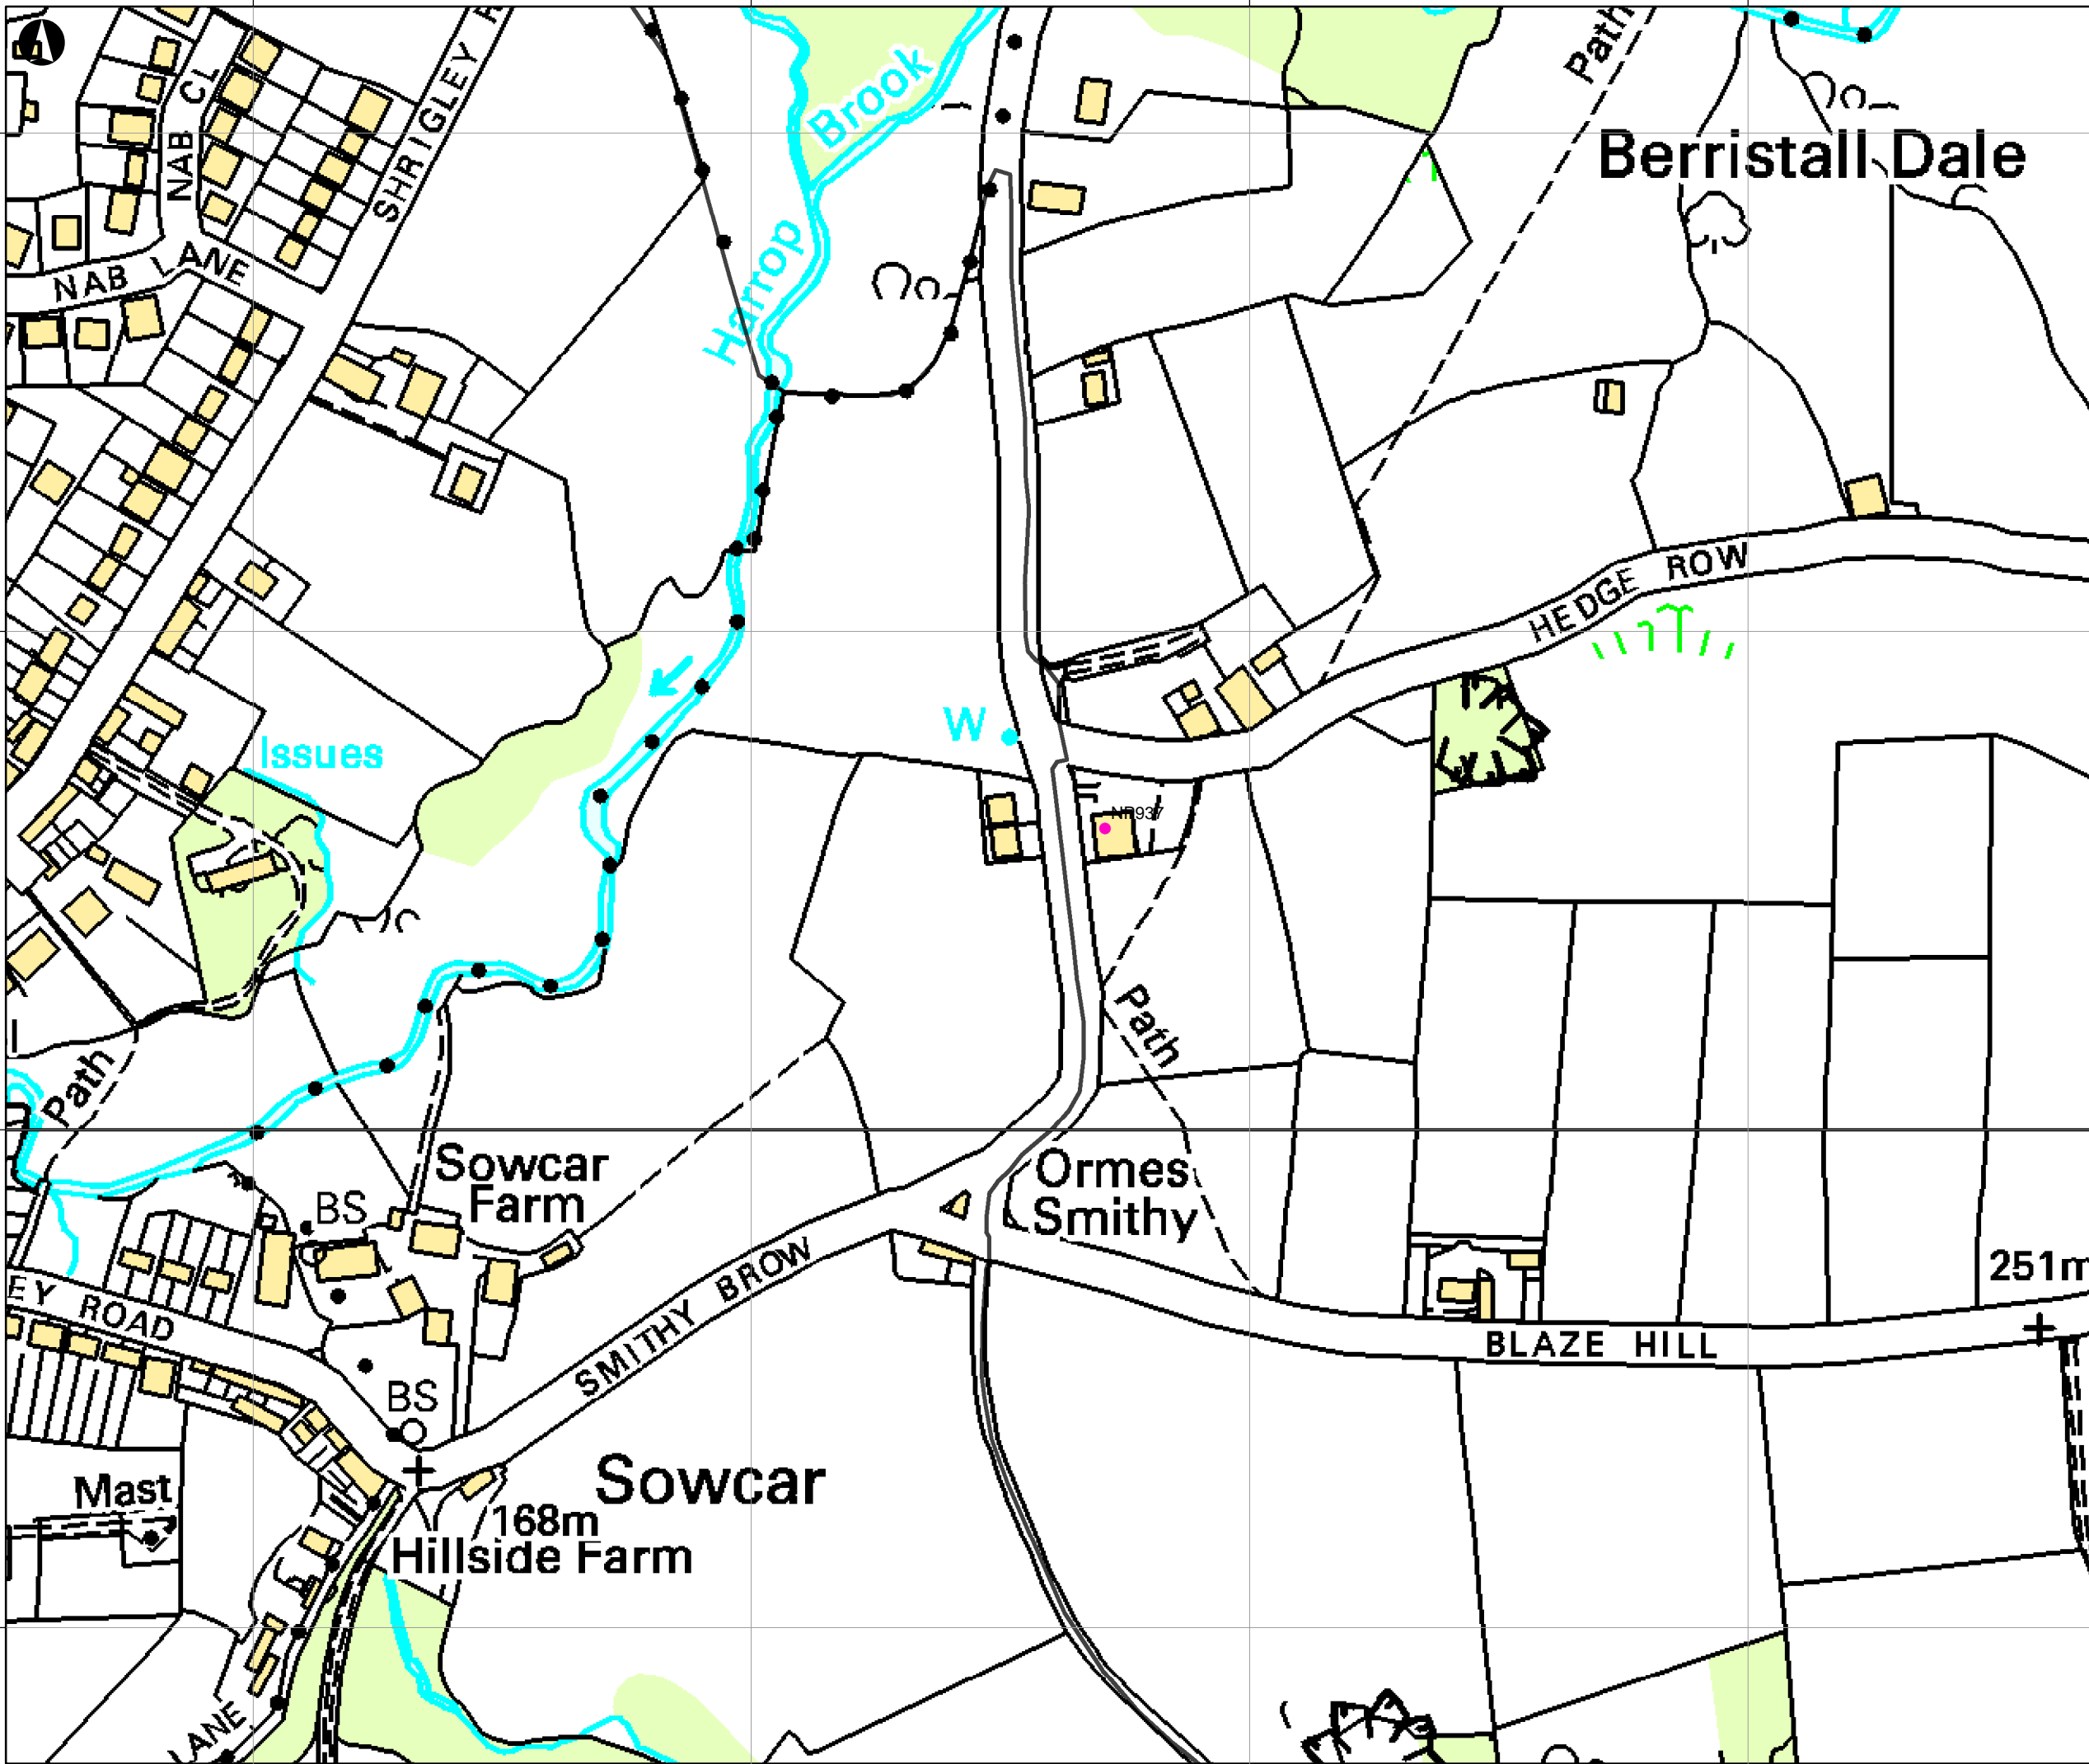 Path
Brook
NAB CL
SHRIGLEY R
Berristall Dale
NAB LANE
Harrop
HEDGE ROW
W
Issues
NP937
Path
Path
Sowcar
Farm
Ormes
Smithy
BS
251m
EY ROAD
SMITHY BROW
BLAZE HILL
BS
Mast
Sowcar
168m
Hillside Farm
LANE